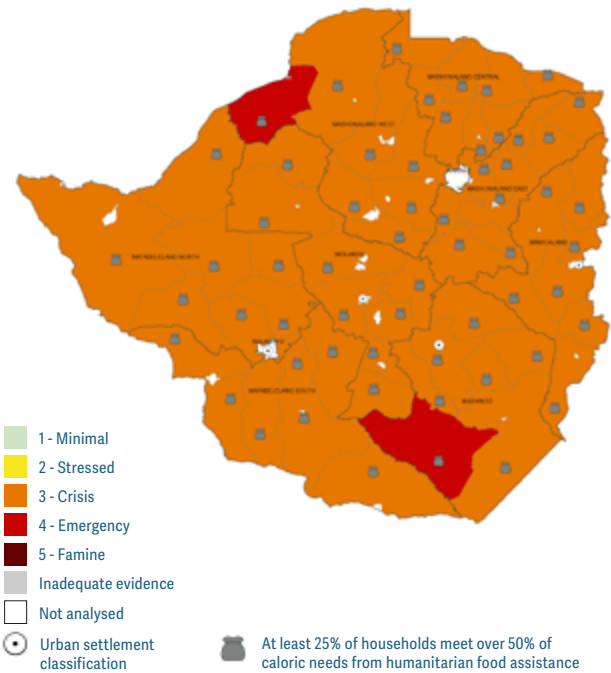 MASHONALAND CENTRAL
MASHONALAND WEST
MASHONALAND EAST
MANICALAND
MATABELELAND NORTH
MIDLANDS
MATABELELAND SOUTH
MASVINGO
1 - Minimal
2 - Stressed
3 - Crisis
4 - Emergency
5 - Famine
Inadequate evidence
Not analysed
Urban settlement
classification
At least 25% of households meet over 50% of
caloric needs from humanitarian food assistance